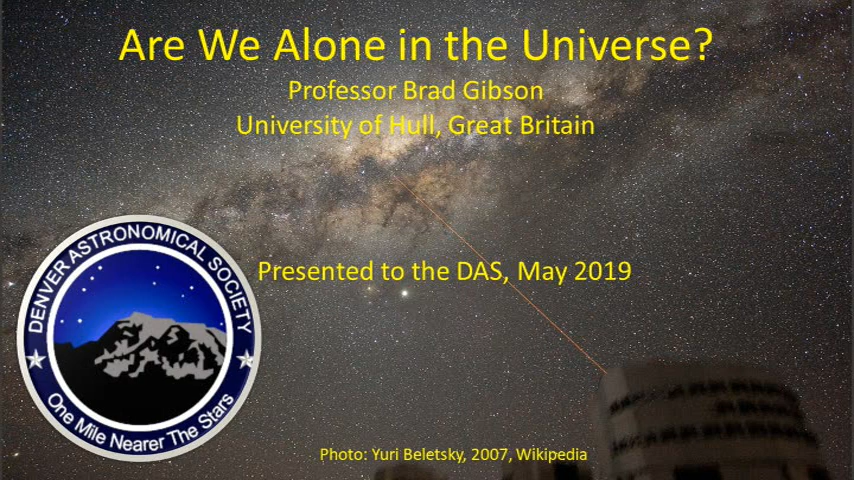 Are We Alone in the Universe?
Professor Brad Gibson
University of Hull, Great Britain
DENVER ASTRONOMICAL SOCIETY
One Mile Nearer The Stars
Presented to the DAS, May 2019
Photo: Yuri Beletsky, 2007, Wikipedia